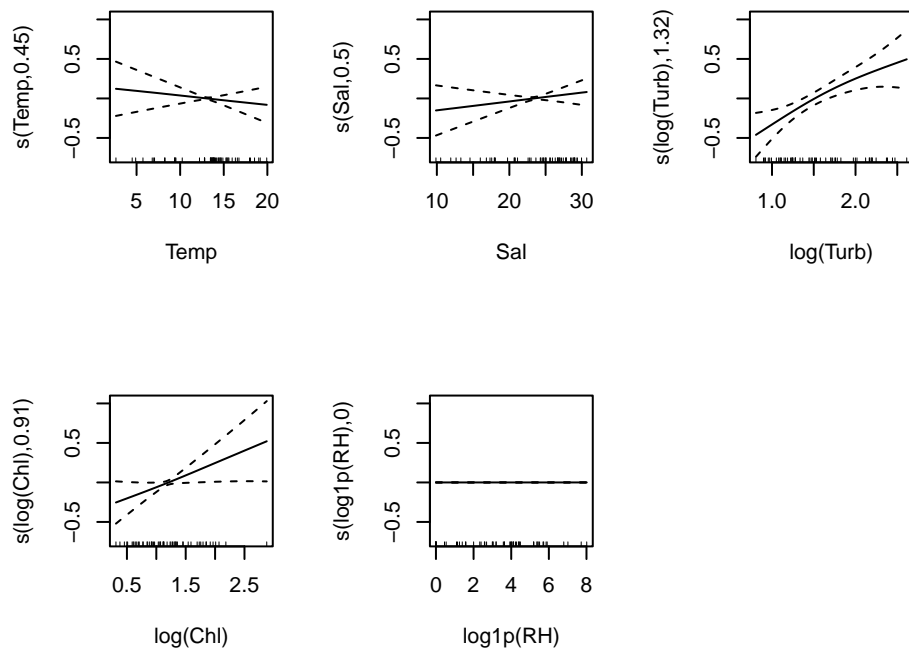 s(Temp,0.45)
0.5
−0.5
5 10 15 20
Temp
s(Sal,0.5)
0.5
−0.5
10 20 30
Sal
s(log(Turb),1.32)
0.5
−0.5
1.0 2.0
log(Turb)
s(log(Chl),0.91)
0.5
−0.5
0.5 1.5 2.5
log(Chl)
s(log1p(RH),0)
0.5
−0.5
0 2 4 6 8
log1p(RH)